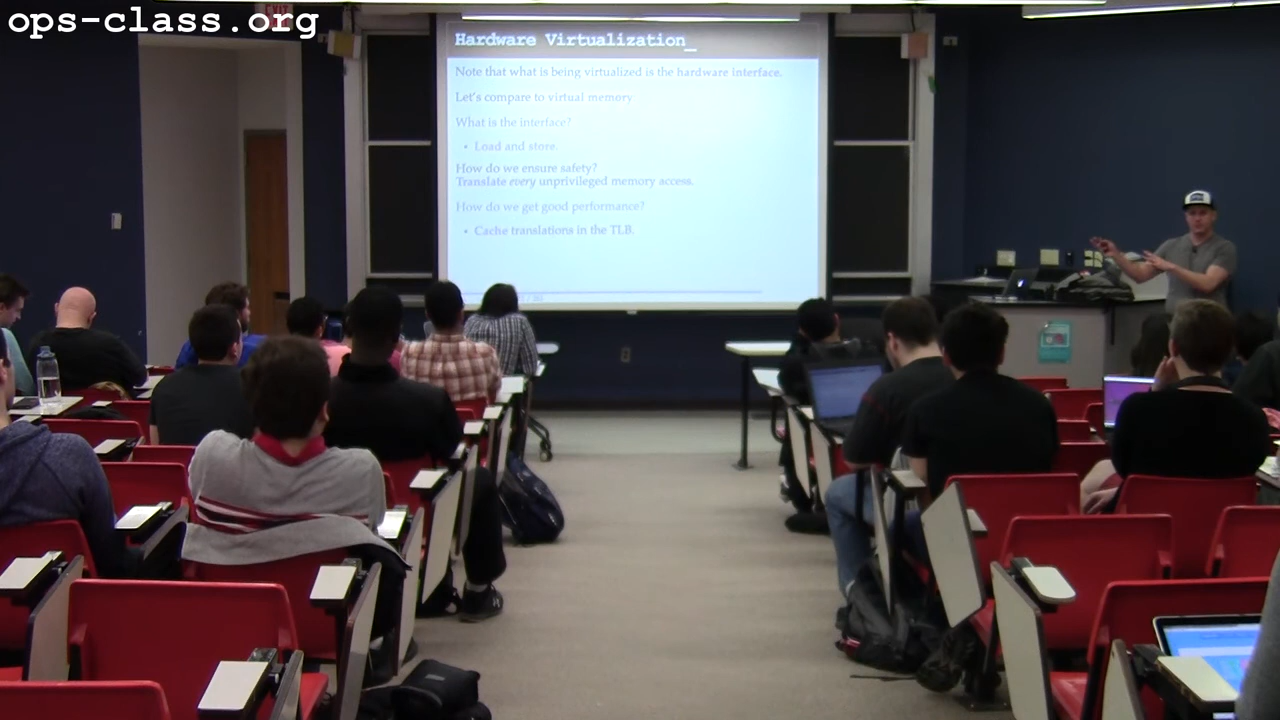 ops-class.org
EXIT
Hardware Virtualization_
Note that what is being virtualized is the hardware interface.
Let's compare to virtual memory.
What is the interface?
• Load and store.
How do we ensure safety?
Translate every unprivileged memory access.
How do we get good performance?
• Cache translations in the TLB.